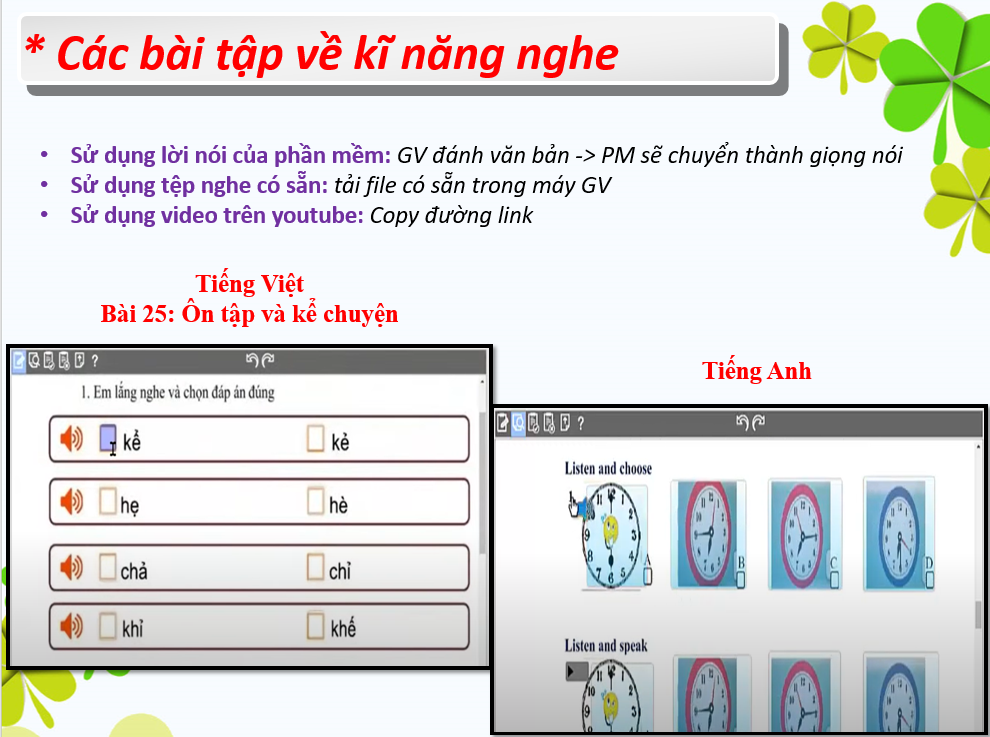 * Các bài tập về kĩ năng nghe
• Sử dụng lời nói của phần mềm: GV đánh văn bản -> PM sẽ chuyển thành giọng nói
• Sử dụng tệp nghe có sẵn: tải file có sẵn trong máy GV
• Sử dụng video trên youtube: Copy đường link
Tiếng Việt
Bài 25: Ôn tập và kể chuyện
?
1. Em lắng nghe và chọn đáp án đúng
kể kẻ
hẹ hè
chả chỉ
khỉ khế
Tiếng Anh
?
Listen and choose
A B C D
Listen and speak